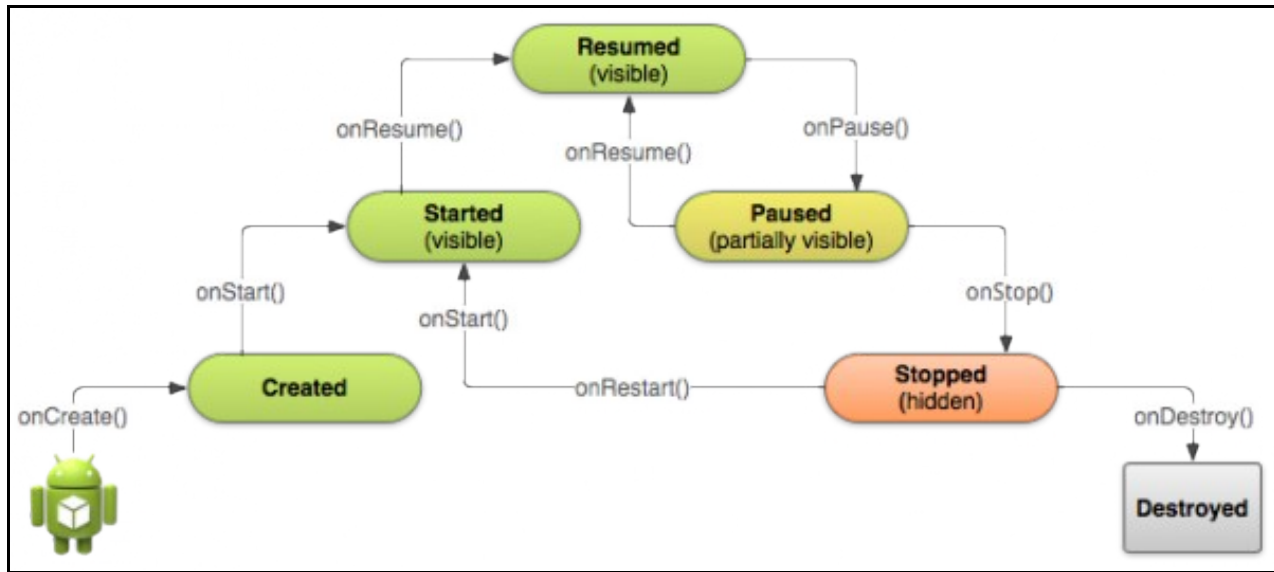 Resumed
(visible)
onResume()
onResume()
onPause()
Started
(visible)
Paused
(partially visible)
onStart()
onStart()
onStop()
Created
onRestart()
Stopped
(hidden)
onCreate()
onDestroy()
Destroyed